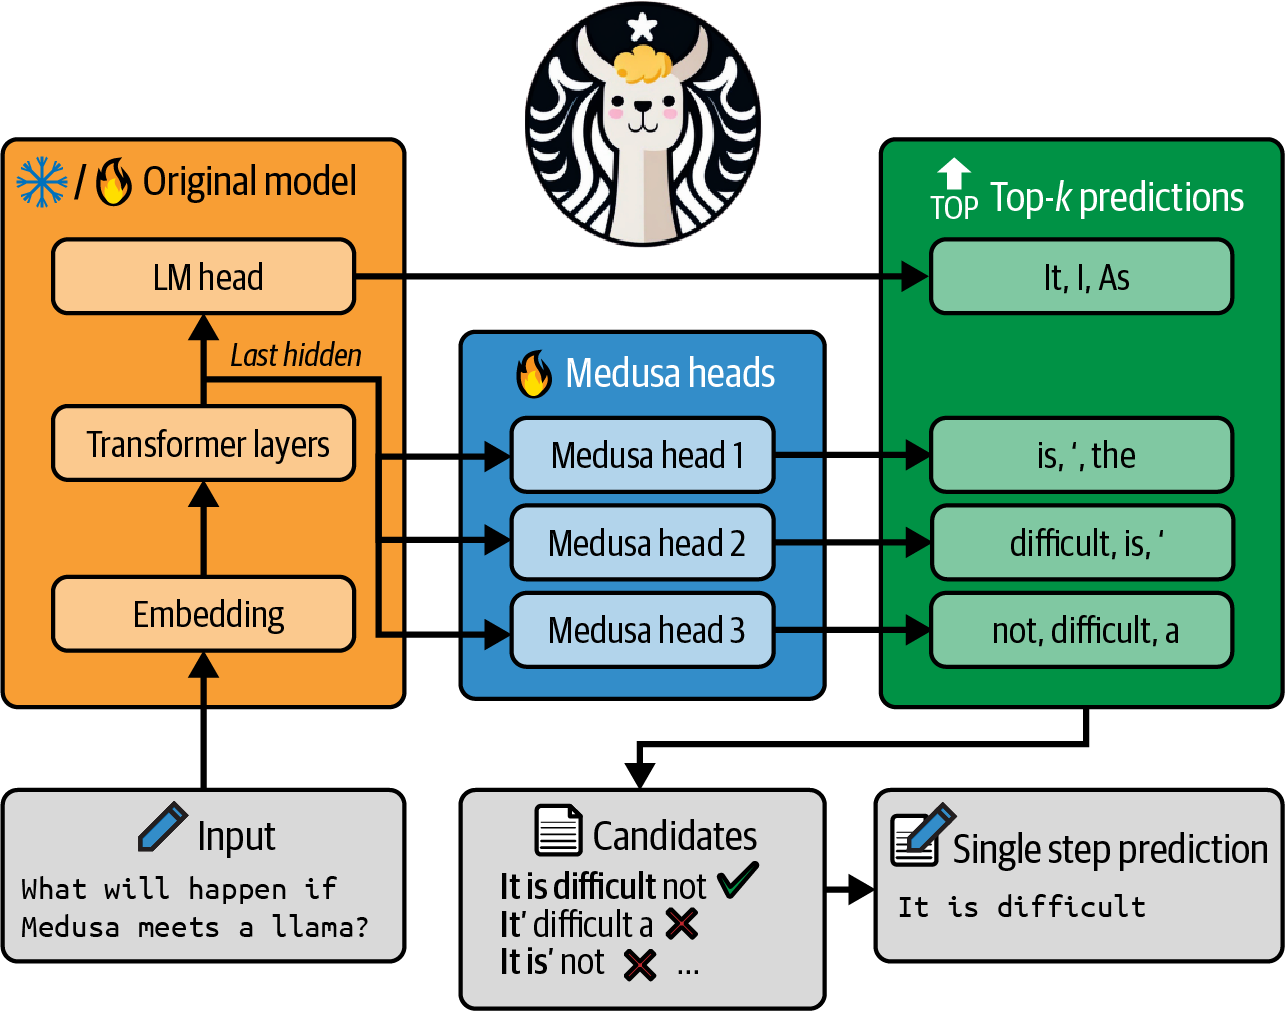 / Original model
LM head
Last hidden
Transformer layers
Embedding
Medusa heads
Medusa head 1
Medusa head 2
Medusa head 3
TOP Top-k predictions
It, I, As
is, ‘, the
difficult, is, ‘
not, difficult, a
Input
What will happen if
Medusa meets a llama?
Candidates
It is difficult not
It’ difficult a
It is’ not ...
Single step prediction
It is difficult